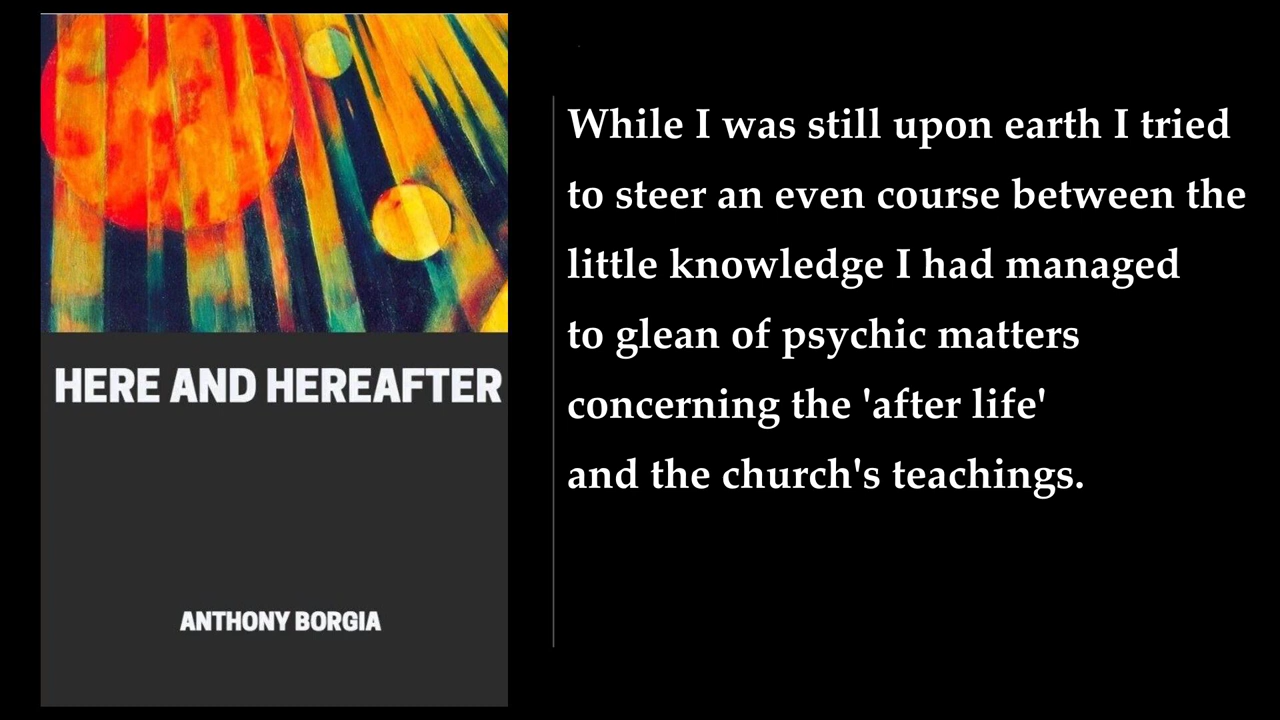 HERE AND HEREAFTER
ANTHONY BORGIA
While I was still upon earth I tried
to steer an even course between the
little knowledge I had managed
to glean of psychic matters
concerning the 'after life'
and the church's teachings.